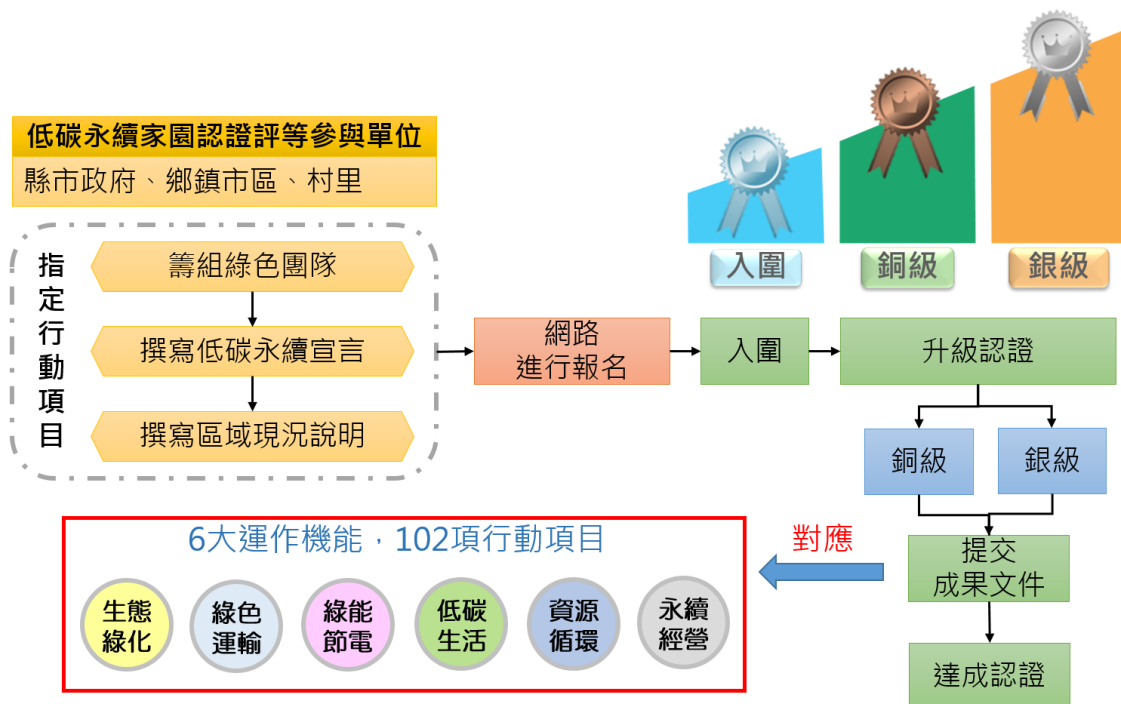 低碳永續家園認證評等參與單位
縣市政府、鄉鎮市區、村里
指定行動項目
籌組綠色團隊
撰寫低碳永續宣言
撰寫區域現況說明
網路
進行報名
入圍
銅級
銀級
入圍
升級認證
銅級
銀級
提交
成果文件
達成認證
對應
6大運作機能，102項行動項目
生態
綠化
綠色
運輸
綠能
節電
低碳
生活
資源
循環
永續
經營